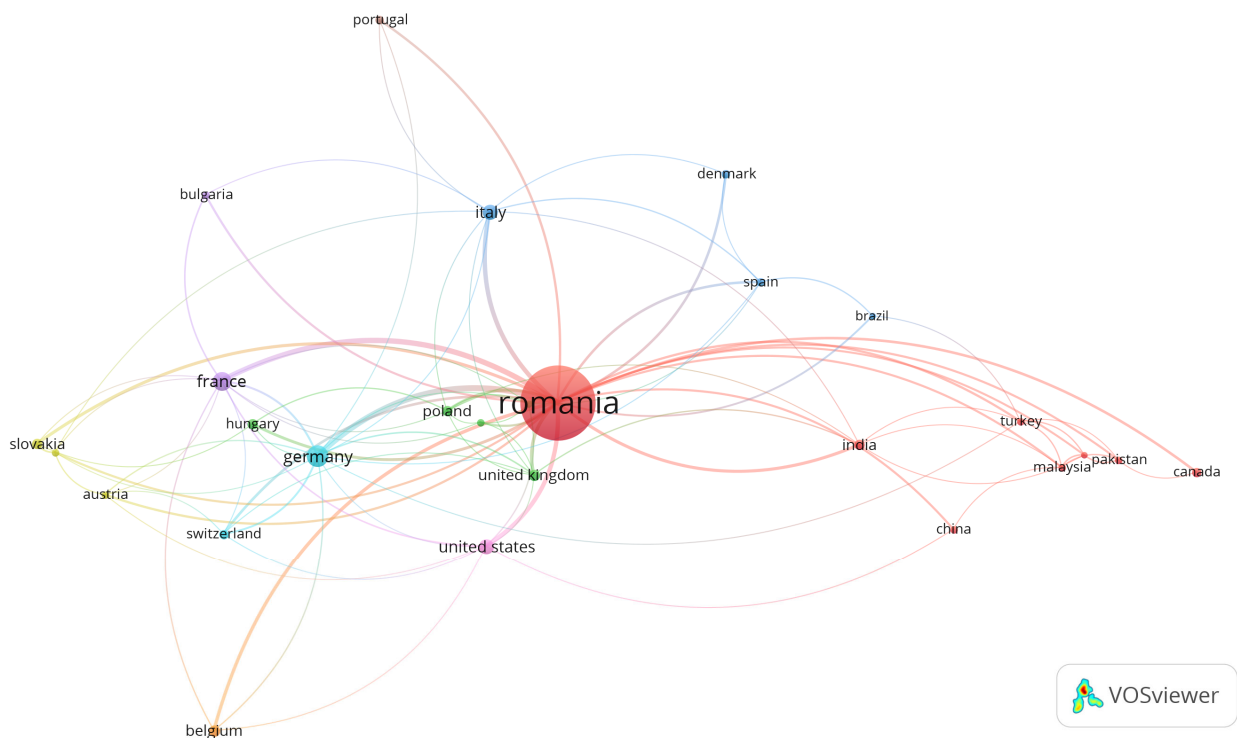 portugal
denmark
bulgaria
italy
spain
brazil
france
romania
poland
hungary
turkey
slovakia
india
germany
pakistan
malaysia
canada
united kingdom
austria
china
switzerland
united states
belgium
VOSviewer